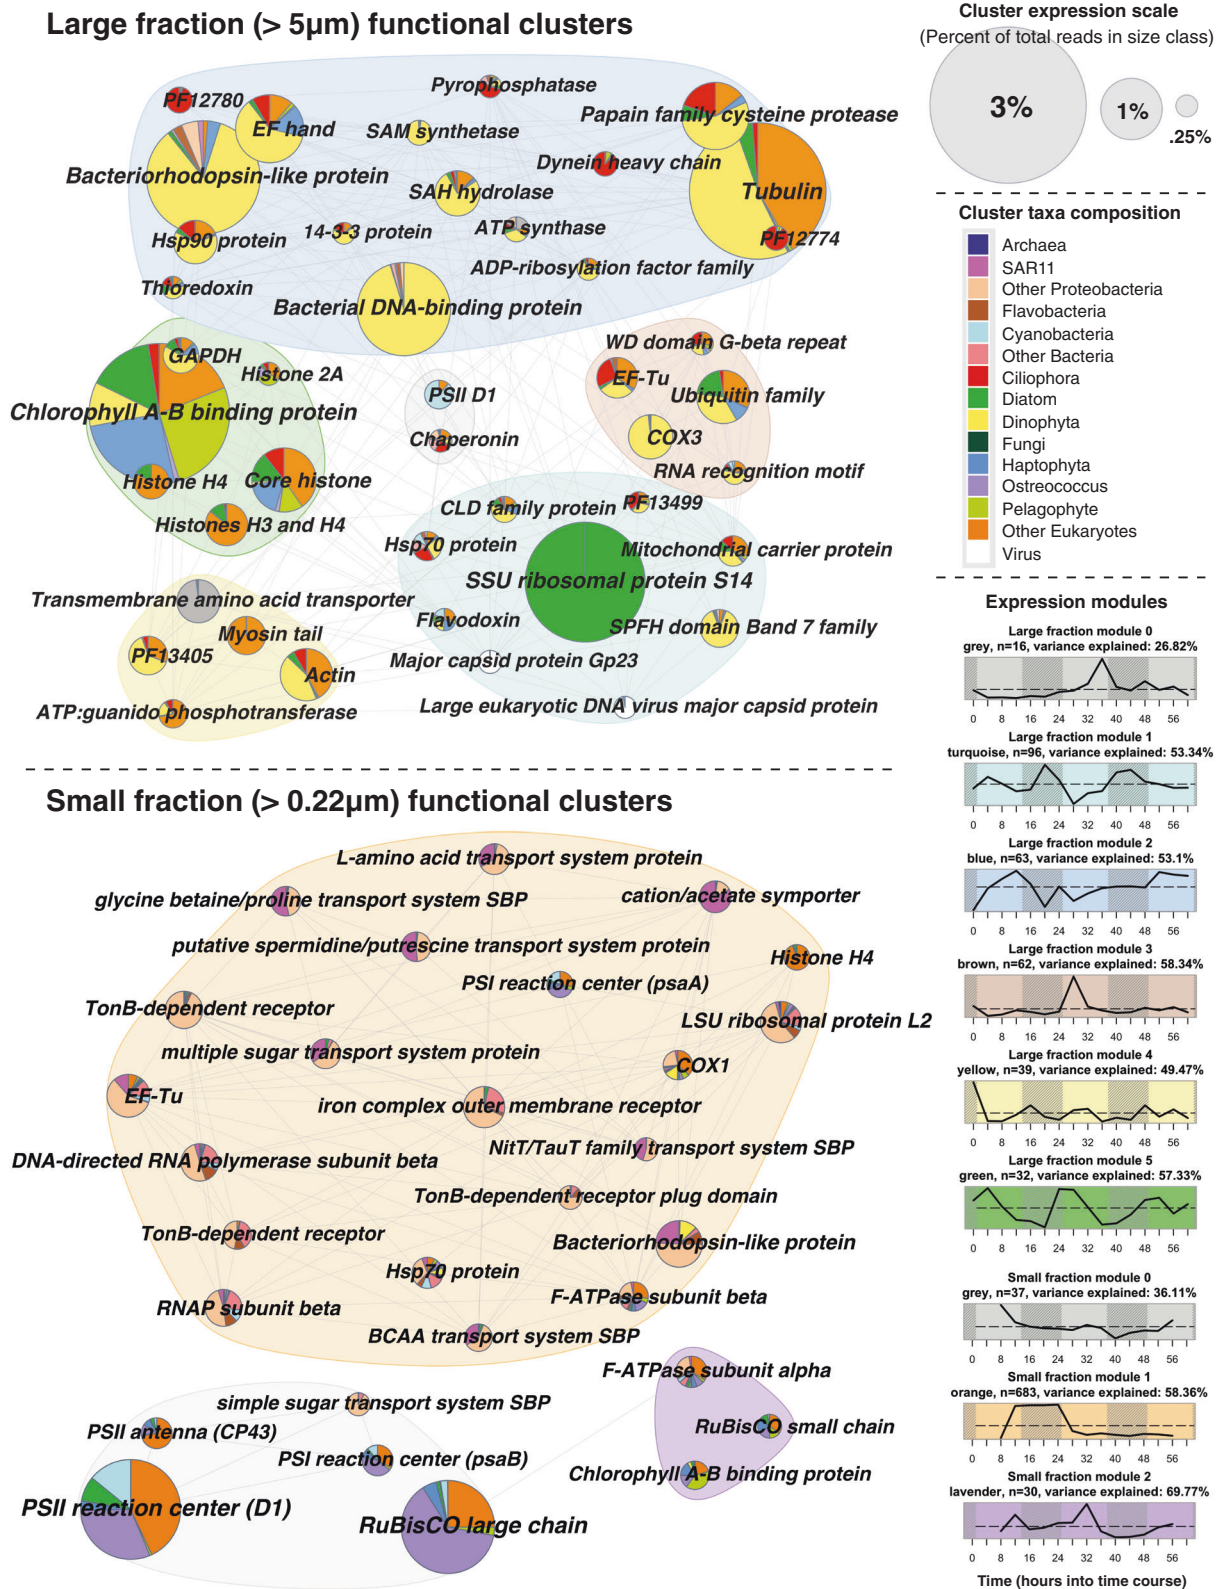 Large fraction (> 5µm) functional clusters
PF12780
EF hand
Pyrophosphatase
SAM synthetase
Papain family cysteine protease
Bacteriorhodopsin-like protein
Dynein heavy chain
SAH hydrolase
Tubulin
Hsp90 protein
14-3-3 protein
ATP synthase
PF12774
ADP-ribosylation factor family
Thioredoxin
Bacterial DNA-binding protein
GAPDH
Histone 2A
Chlorophyll A-B binding protein
Histone H4
Core histone
Histones H3 and H4
PSII D1
Chaperonin
WD domain G-beta repeat
EF-Tu
Ubiquitin family
COX3
RNA recognition motif
CLD family protein
PF13499
Hsp70 protein
Mitochondrial carrier protein
SSU ribosomal protein S14
Flavodoxin
SPFH domain Band 7 family
Major capsid protein Gp23
Large eukaryotic DNA virus major capsid protein
Transmembrane amino acid transporter
Myosin tail
PF13405
Actin
ATP:guanido phosphotransferase
Small fraction (> 0.22µm) functional clusters
L-amino acid transport system protein
glycine betaine/proline transport system SBP
cation/acetate symporter
putative spermidine/putrescine transport system protein
Histone H4
PSI reaction center (psaA)
TonB-dependent receptor
LSU ribosomal protein L2
multiple sugar transport system protein
COX1
EF-Tu
iron complex outer membrane receptor
NitT/TauT family transport system SBP
DNA-directed RNA polymerase subunit beta
TonB-dependent receptor plug domain
TonB-dependent receptor
Bacteriorhodopsin-like protein
Hsp70 protein
F-ATPase subunit beta
RNAP subunit beta
BCAA transport system SBP
F-ATPase subunit alpha
simple sugar transport system SBP
RuBisCO small chain
PSII antenna (CP43)
PSI reaction center (psaB)
Chlorophyll A-B binding protein
PSII reaction center (D1)
RuBisCO large chain
Cluster expression scale
(Percent of total reads in size class)
3%
1%
.25%
Cluster taxa composition
Archaea
SAR11
Other Proteobacteria
Flavobacteria
Cyanobacteria
Other Bacteria
Ciliophora
Diatom
Dinophyta
Fungi
Haptophyta
Ostreococcus
Pelagophyte
Other Eukaryotes
Virus
Expression modules
Large fraction module 0
grey, n=16, variance explained: 26.82%
0 8 16 24 32 40 48 56
Large fraction module 1
turquoise, n=96, variance explained: 53.34%
0 8 16 24 32 40 48 56
Large fraction module 2
blue, n=63, variance explained: 53.1%
0 8 16 24 32 40 48 56
Large fraction module 3
brown, n=62, variance explained: 58.34%
0 8 16 24 32 40 48 56
Large fraction module 4
yellow, n=39, variance explained: 49.47%
0 8 16 24 32 40 48 56
Large fraction module 5
green, n=32, variance explained: 57.33%
0 8 16 24 32 40 48 56
Small fraction module 0
grey, n=37, variance explained: 36.11%
0 8 16 24 32 40 48 56
Small fraction module 1
orange, n=683, variance explained: 58.36%
0 8 16 24 32 40 48 56
Small fraction module 2
lavender, n=30, variance explained: 69.77%
0 8 16 24 32 40 48 56
Time (hours into time course)